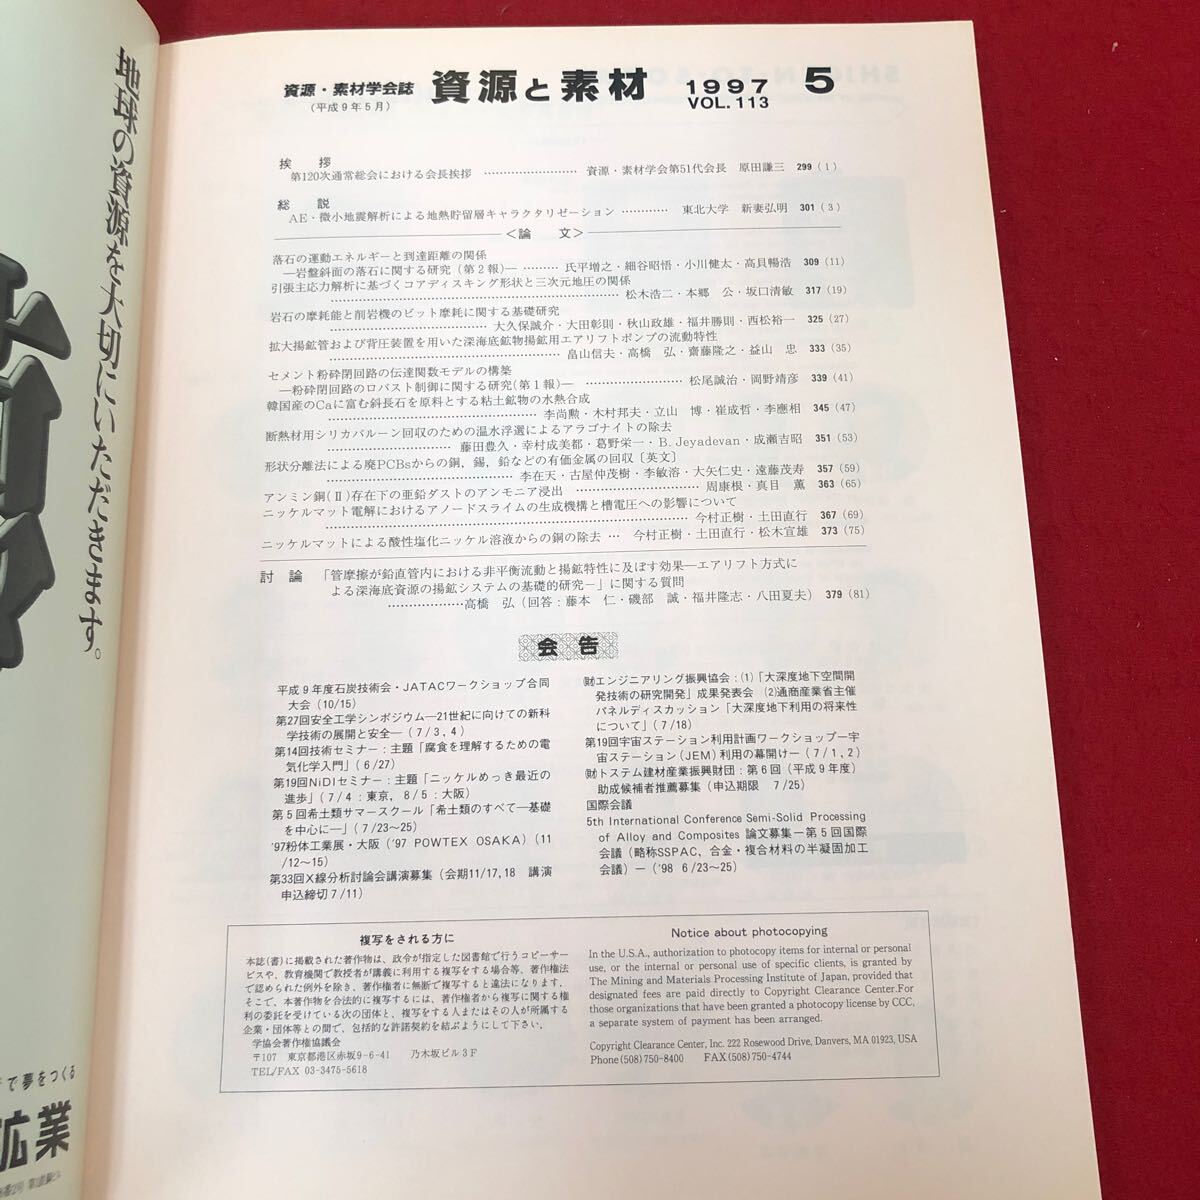 地球の資源を大切にいただきます。
で夢をつくる
鉱業
資源・素材学会誌 資源と素材 1997 5
(平成9年5月) VOL.113
挨 拶
第120次通常総会における会長挨拶 …………………… 資源・素材学会第51代会長 原田謙三 299 (1)
総 説
AE・微小地震解析による地熱貯留層キャラクタリゼーション ………… 東北大学 新妻弘明 301 (3)
<論 文>
落石の運動エネルギーと到達距離の関係
―岩盤斜面の落石に関する研究 (第2報)― ……… 氏平増之・細谷昭悟・小川健太・高貝暢浩 309 (11)
引張主応力解析に基づくコアディスキング形状と三次元地圧の関係
……………………………………………………………………… 松木浩二・本郷 公・坂口清敏 317 (19)
岩石の摩耗能と削岩機のビット摩耗に関する基礎研究
……………………………………… 大久保誠介・大田彰則・秋山政雄・福井勝則・西松裕一 325 (27)
拡大揚鉱管および背圧装置を用いた深海底鉱物揚鉱用エアリフトポンプの流動特性
……………………………………………………… 畠山信夫・高橋 弘・齋藤隆之・益山 忠 333 (35)
セメント粉砕閉回路の伝達関数モデルの構築
―粉砕閉回路のロバスト制御に関する研究(第1報)― ……………………… 松尾誠治・岡野靖彦 339 (41)
韓国産のCaに富む斜長石を原料とする粘土鉱物の水熱合成
…………………………………………………… 李尚勲・木村邦夫・立山 博・崔成哲・李應相 345 (47)
断熱材用シリカバルーン回収のための温水浮選によるアラゴナイトの除去
……………………………… 藤田豊久・幸村成美都・葛野栄一・B. Jeyadevan・成瀬吉昭 351 (53)
形状分離法による廃PCBsからの銅，錫，鉛などの有価金属の回収〔英文〕
……………………………………………… 李在天・古屋仲茂樹・李敏溶・大矢仁史・遠藤茂寿 357 (59)
アンミン銅(Ⅱ)存在下の亜鉛ダストのアンモニア浸出 ……………………… 周康根・真目 薫 363 (65)
ニッケルマット電解におけるアノードスライムの生成機構と槽電圧への影響について
……………………………………………………………………………… 今村正樹・土田直行 367 (69)
ニッケルマットによる酸性塩化ニッケル溶液からの銅の除去 … 今村正樹・土田直行・松木宣雄 373 (75)
討 論 「管摩擦が鉛直管内における非平衡流動と揚鉱特性に及ぼす効果―エアリフト方式に
よる深海底資源の揚鉱システムの基礎的研究―」に関する質問
………………高橋 弘 (回答：藤本 仁・磯部 誠・福井隆志・八田夏夫) 379 (81)
会 告
平成9年度石炭技術会・JATACワークショップ合同
大会 (10/15)
第27回安全工学シンポジウム―21世紀に向けての新科
学技術の展開と安全― (7/3, 4)
第14回技術セミナー：主題「腐食を理解するための電
気化学入門」(6/27)
第19回NiDIセミナー：主題「ニッケルめっき最近の
進歩」(7/4：東京, 8/5：大阪)
第5回希土類サマースクール「希土類のすべて―基礎
を中心に―」(7/23～25)
'97粉体工業展・大阪 ('97 POWTEX OSAKA) (11
/12～15)
第33回X線分析討論会講演募集 (会期11/17,18 講演
申込締切7/11)
㈶エンジニアリング振興協会：(1)「大深度地下空間開
発技術の研究開発」成果発表会 (2)通商産業省主催
パネルディスカッション「大深度地下利用の将来性
について」(7/18)
第19回宇宙ステーション利用計画ワークショップ―宇
宙ステーション(JEM)利用の幕開け― (7/1, 2)
㈶トステム建材産業振興財団：第6回 (平成9年度)
助成候補者推薦募集 (申込期限 7/25)
国際会議
5th International Conference Semi-Solid Processing
of Alloy and Composites 論文募集―第5回国際
会議 (略称SSPAC, 合金・複合材料の半凝固加工
会議) ― ('98 6/23～25)
複写をされる方に
本誌(書)に掲載された著作物は、政令が指定した図書館で行うコピーサー
ビスや、教育機関で教授者が講義に利用する複写をする場合等、著作権法
で認められた例外を除き、著作権者に無断で複写すると違法になります。
そこで、本著作物を合法的に複写するには、著作権者から複写に関する権
利の委託を受けている次の団体と、複写をする人またはその人が所属する
企業・団体等との間で、包括的な許諾契約を結ぶようにして下さい。
学協会著作権協議会
〒107 東京都港区赤坂9-6-41 乃木坂ビル3F
TEL/FAX 03-3475-5618
Notice about photocopying
In the U.S.A., authorization to photocopy items for internal or personal
use, or the internal or personal use of specific clients, is granted by
The Mining and Materials Processing Institute of Japan, provided that
designated fees are paid directly to Copyright Clearance Center.For
those organizations that have been granted a photocopy license by CCC,
a separate system of payment has been arranged.
Copyright Clearance Center, Inc. 222 Rosewood Drive, Danvers, MA 01923, USA
Phone (508) 750-8400 FAX (508) 750-4744